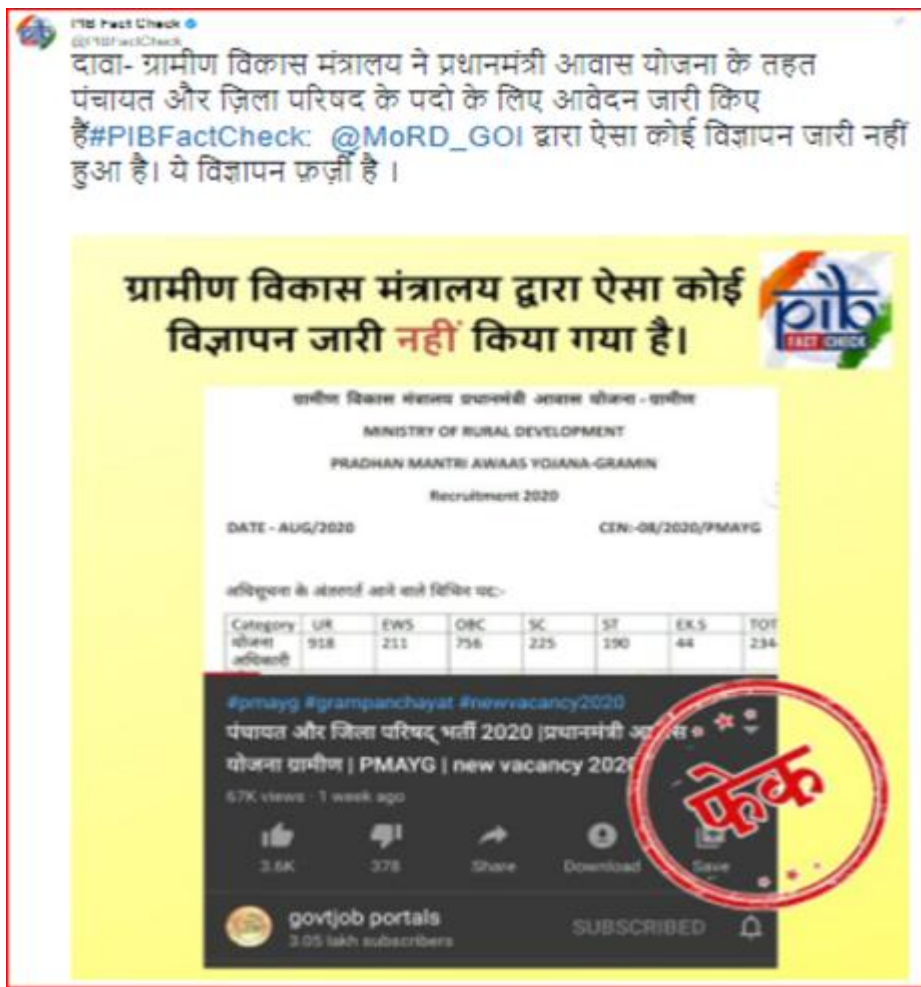 PIB Fact Check
@PIBFactCheck
दावा- ग्रामीण विकास मंत्रालय ने प्रधानमंत्री आवास योजना के तहत
पंचायत और ज़िला परिषद के पदो के लिए आवेदन जारी किए
हैं#PIBFactCheck: @MoRD_GOI द्वारा ऐसा कोई विज्ञापन जारी नहीं
हुआ है। ये विज्ञापन फ़र्ज़ी है ।
ग्रामीण विकास मंत्रालय द्वारा ऐसा कोई
विज्ञापन जारी नहीं किया गया है।
pib
FACT CHECK
ग्रामीण विकास मंत्रालय प्रधानमंत्री आवास योजना - ग्रामीण
MINISTRY OF RURAL DEVELOPMENT
PRADHAN MANTRI AWAAS YOJANA-GRAMIN
Recruitment 2020
DATE - AUG/2020 CEN:-08/2020/PMAYG
अधिसूचना के अंतरगर्त आने वाले विभिन पद:-
Category UR EWS OBC SC ST EX.S TOT
योजना अधिकारी 918 211 756 225 190 44 234
#pmayg #grampanchayat #newvacancy2020
पंचायत और जिला परिषद् भर्ती 2020 |प्रधानमंत्री आवास
योजना ग्रामीण | PMAYG | new vacancy 2020
67K views · 1 week ago
3.6K 378 Share Download Save
फेक
govtjob portals
3.05 lakh subscribers
SUBSCRIBED